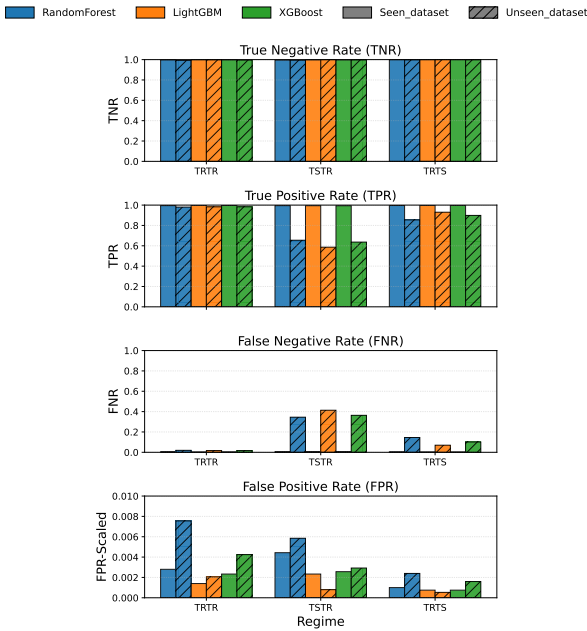 RandomForest LightGBM XGBoost Seen_dataset Unseen_dataset
True Negative Rate (TNR)
1.0
0.8
0.6
0.4
0.2
0.0
TNR
TRTR TSTR TRTS
True Positive Rate (TPR)
1.0
0.8
0.6
0.4
0.2
0.0
TPR
TRTR TSTR TRTS
False Negative Rate (FNR)
1.0
0.8
0.6
0.4
0.2
0.0
FNR
TRTR TSTR TRTS
False Positive Rate (FPR)
0.010
0.008
0.006
0.004
0.002
0.000
FPR-Scaled
TRTR TSTR TRTS
Regime